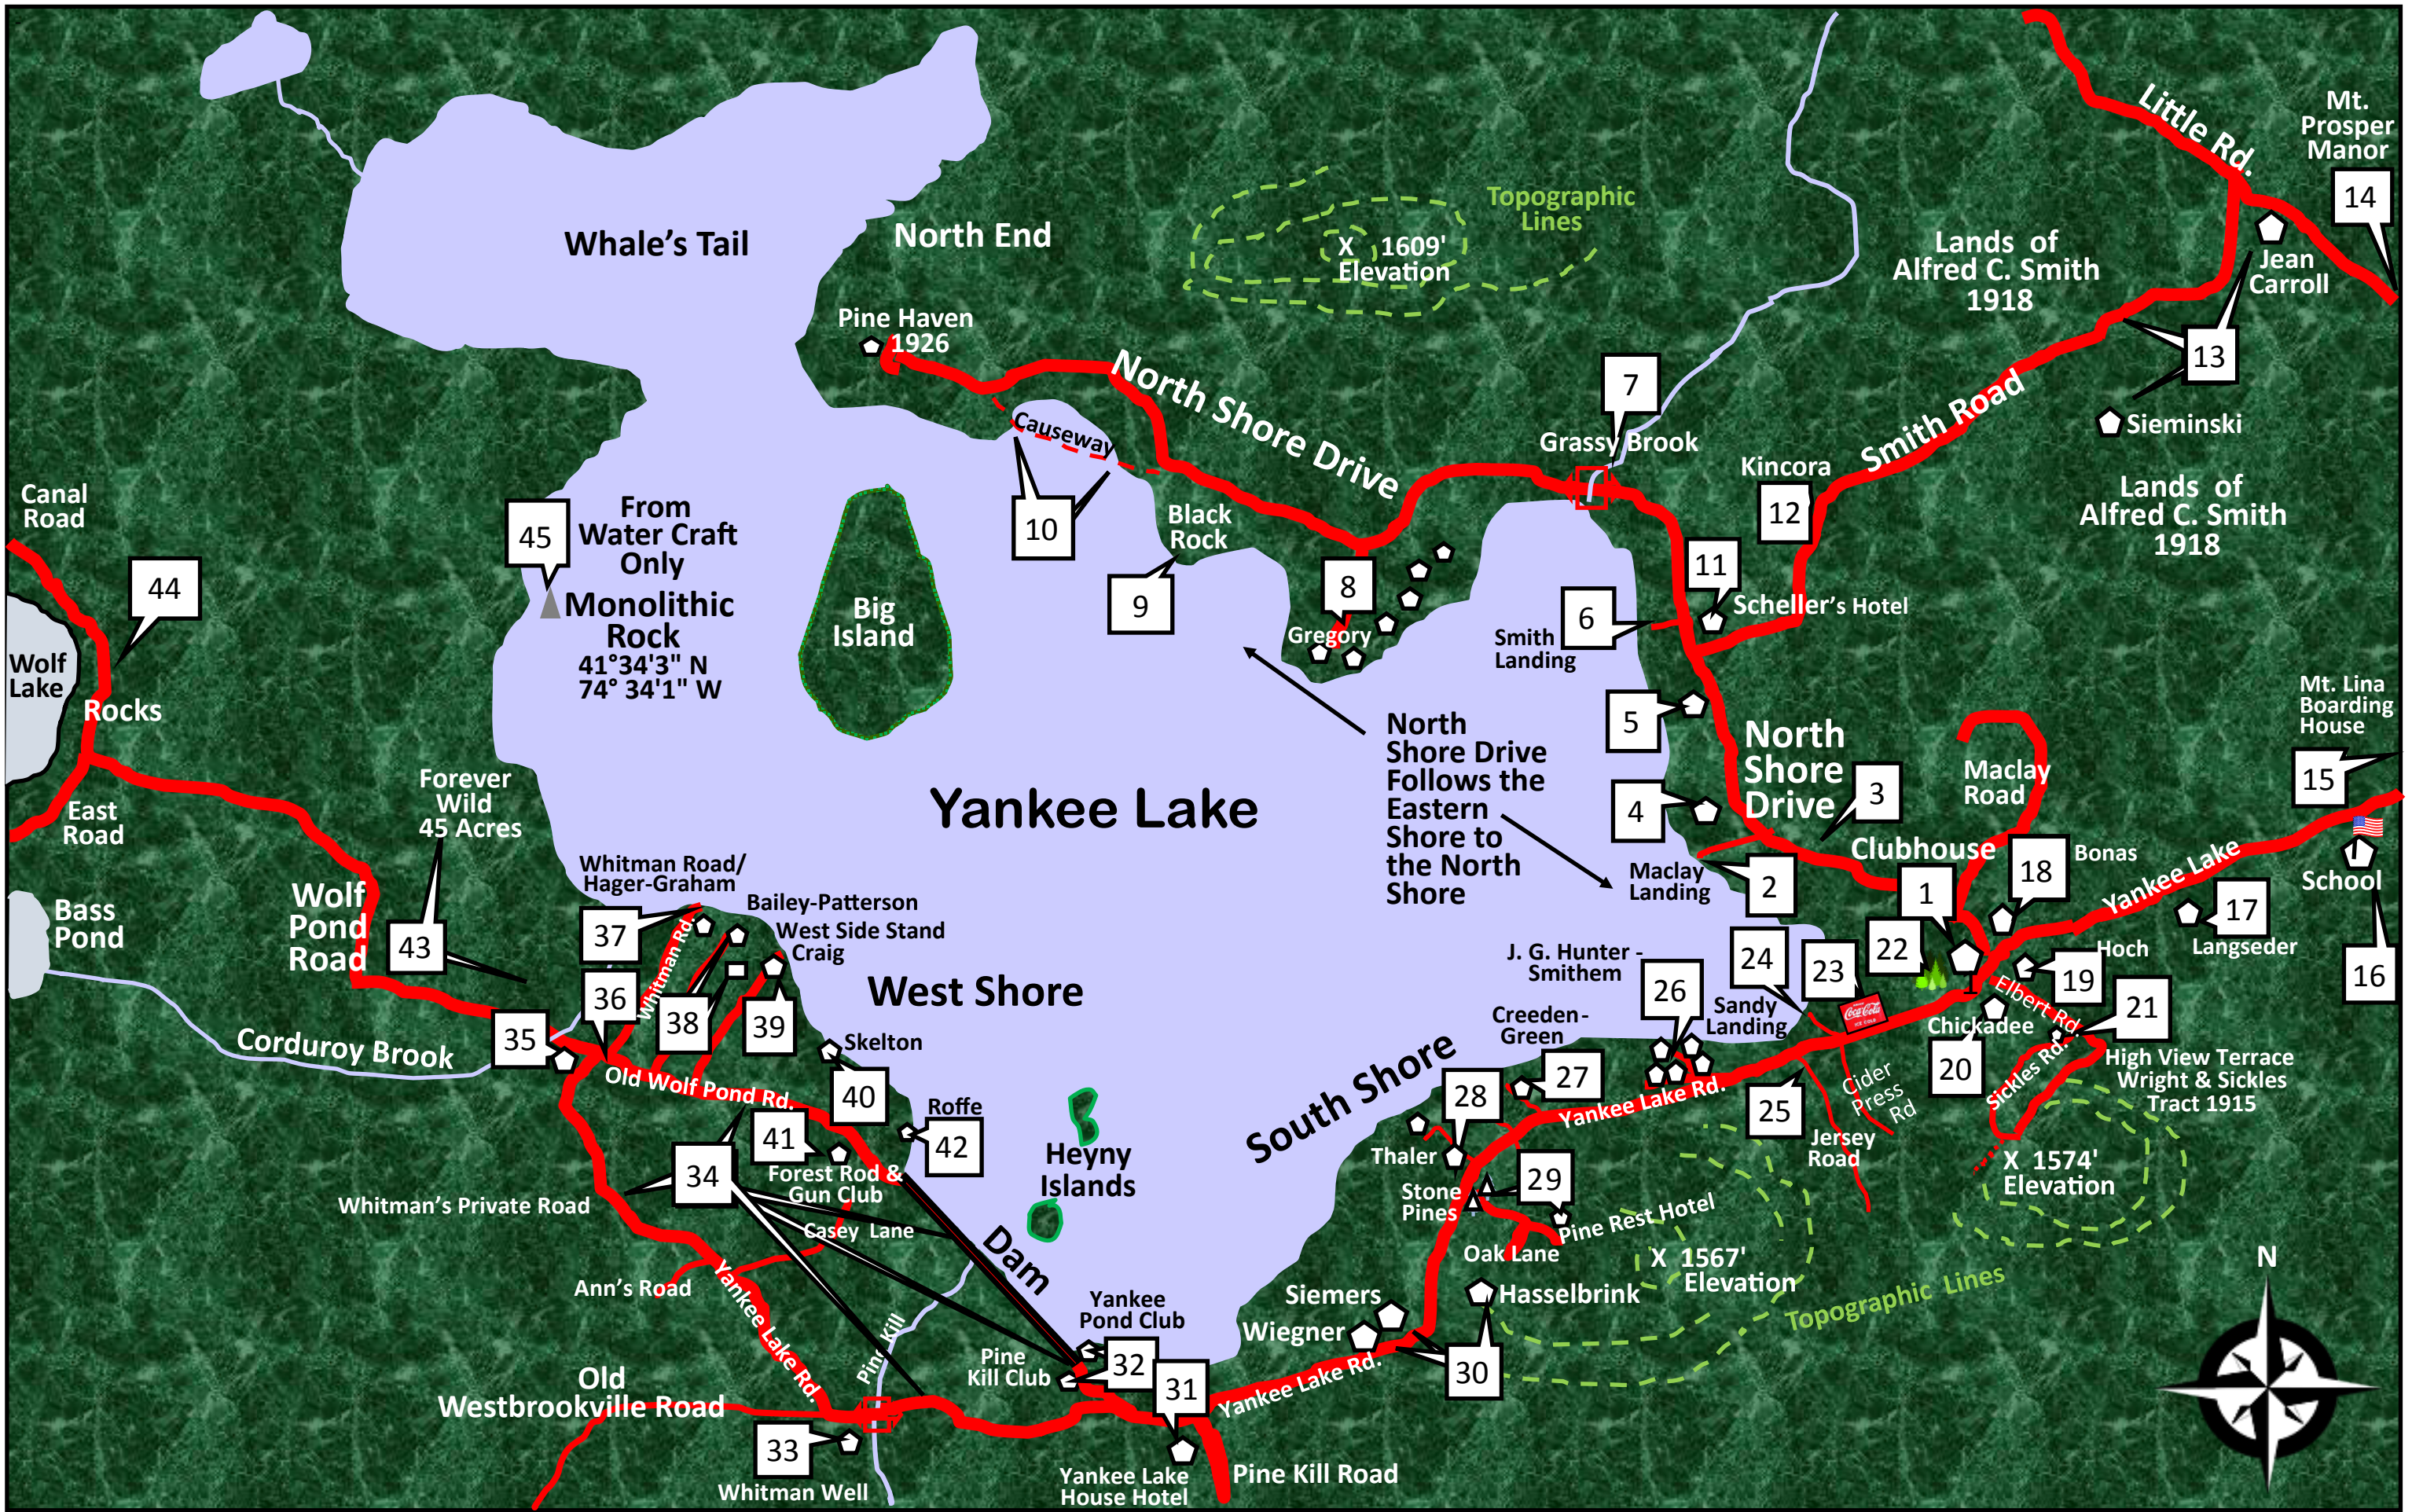 Little Rd.
Mt.
Prosper
Manor
14
Whale's Tail
North End
Topographic
Lines
X 1609'
Elevation
Lands of
Alfred C. Smith
1918
Jean
Carroll
13
Sieminski
Pine Haven
1926
North Shore Drive
Causeway
7
Grassy Brook
Smith Road
Kincora
12
Lands of
Alfred C. Smith
1918
Canal
Road
44
Wolf
Lake
Rocks
East
Road
45
From
Water Craft
Only
Monolithic
Rock
41°34'3" N
74° 34'1" W
Big
Island
10
Black
Rock
9
8
Gregory
11
Scheller's Hotel
6
Smith
Landing
5
North
Shore Drive
Follows the
Eastern
Shore to
the North
Shore
North
Shore
Drive
3
4
Maclay
Landing
2
Maclay
Road
Mt. Lina
Boarding
House
15
Yankee Lake
Clubhouse
1
18
Bonas
Yankee Lake
School
17
Langseder
16
Forever
Wild
45 Acres
43
Wolf
Pond
Road
Bass
Pond
Corduroy Brook
Whitman Road/
Hager-Graham
37
Bailey-Patterson
West Side Stand
Craig
36
Whitman Rd.
38
39
35
West Shore
Skelton
40
Old Wolf Pond Rd.
Roffe
42
41
Forest Rod &
Gun Club
34
Whitman's Private Road
Casey Lane
Ann's Road
Yankee Lake Rd.
Heyny
Islands
Dam
South Shore
J. G. Hunter -
Smithem
26
24
Sandy
Landing
23
Coca-Cola
ICE COLD
22
1
Hoch
19
Elbert Rd.
21
Chickadee
20
Sickles Rd.
High View Terrace
Wright & Sickles
Tract 1915
Creeden-
Green
27
28
Yankee Lake Rd.
25
Cider
Press
Rd
Jersey
Road
X 1574'
Elevation
Thaler
Stone
Pines
29
Pine Rest Hotel
Oak Lane
X 1567'
Elevation
Topographic Lines
Siemers
Wiegner
Hasselbrink
30
Yankee Lake Rd.
Yankee
Pond Club
Pine
Kill Club
32
31
Pine Kill
Old
Westbrookville Road
33
Whitman Well
Yankee Lake
House Hotel
Pine Kill Road
N